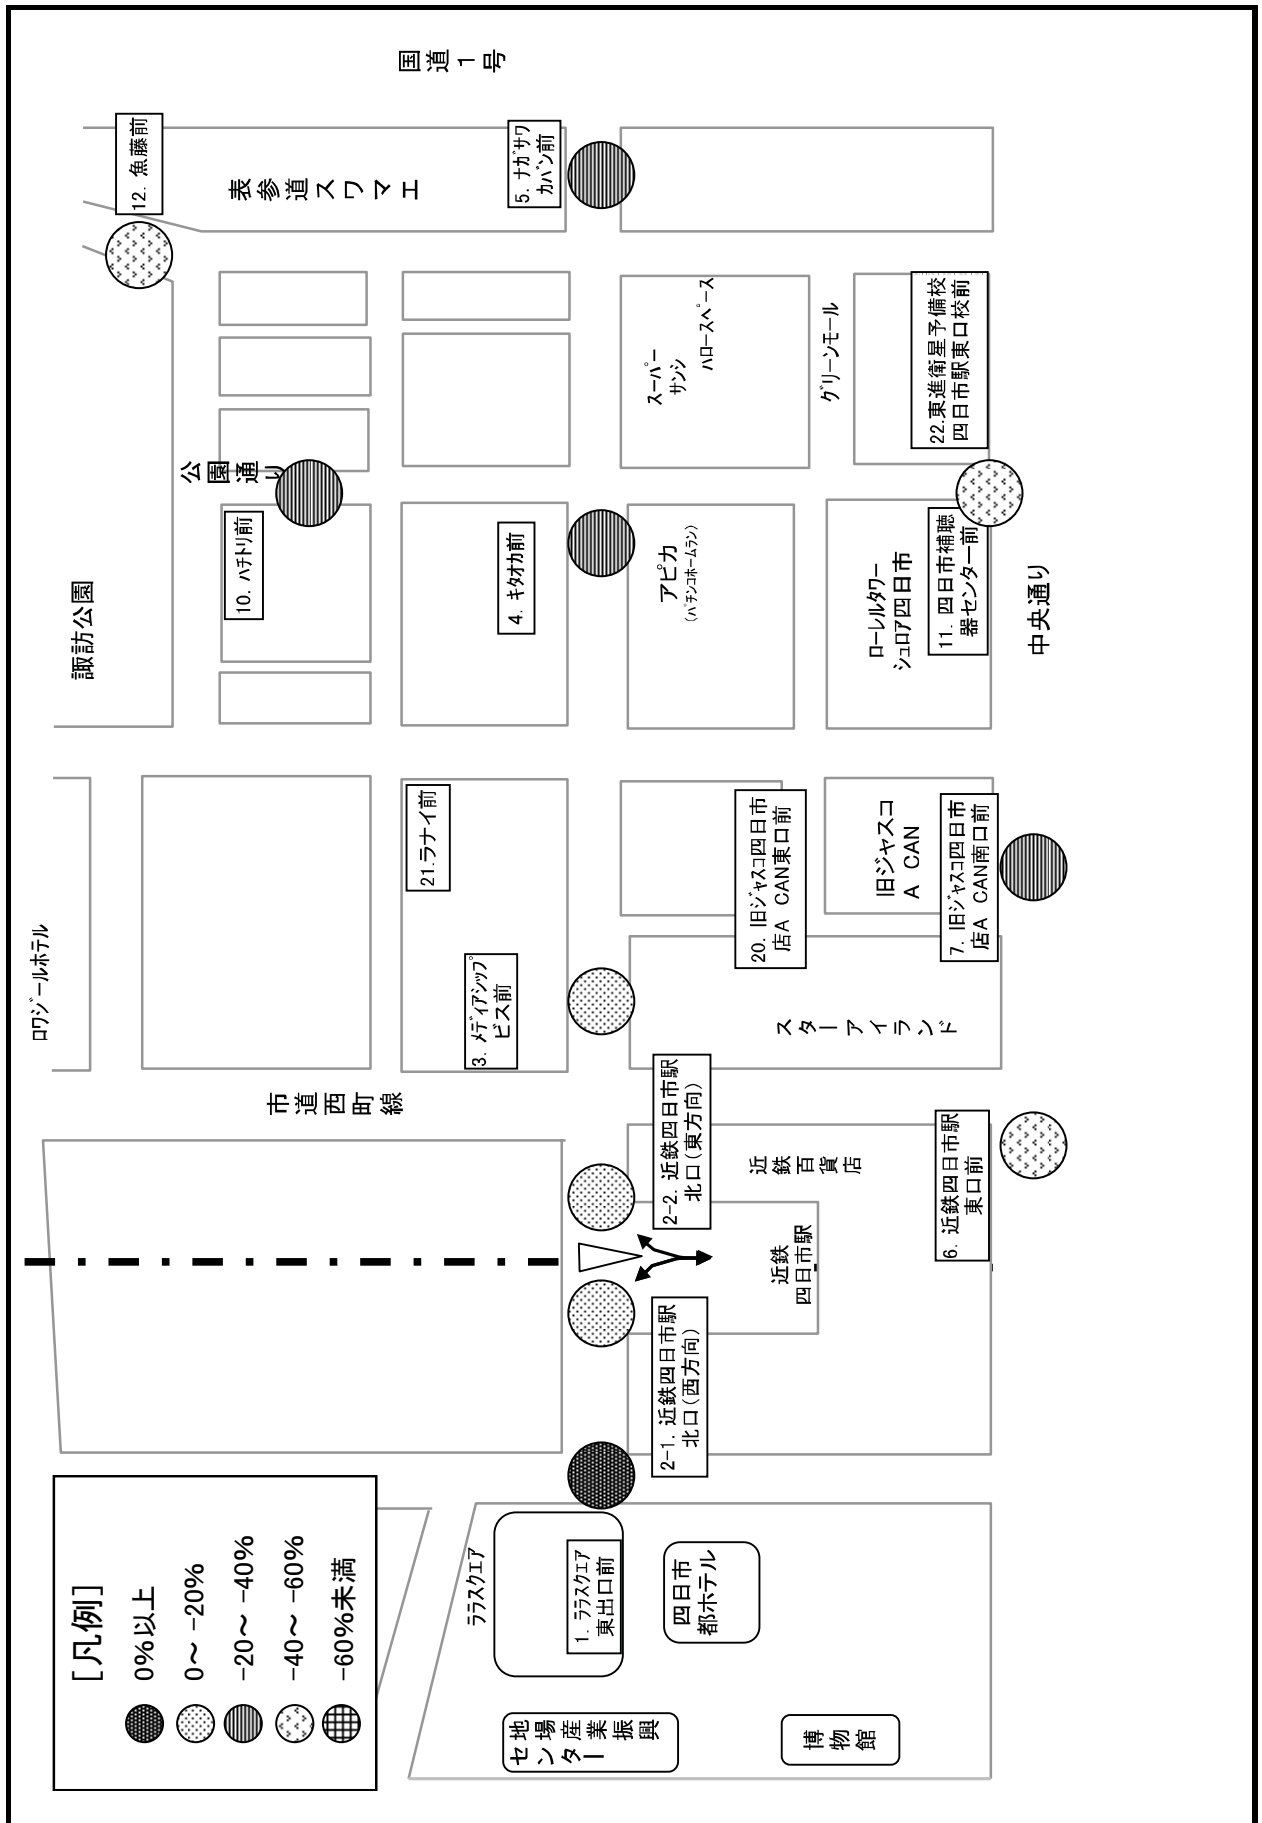 [凡例]
0%以上
0～ -20%
-20～ -40%
-40～ -60%
-60%未満
国道1号
12. 魚藤前
表参道スワマエ
5. ﾅｶﾞｻﾜ
ｶﾊﾞﾝ前
諏訪公園
公園通り
10. ﾊﾁﾄﾘ前
4. ｷﾀｵｶ前
スーパー
サンシ
ﾊﾛｰｽﾍﾟｰｽ
グリーンモール
22.東進衛星予備校
四日市駅東口校前
アピカ
(ﾊﾟﾁﾝｺﾎｰﾑﾗﾝ)
ﾛｰﾚﾙﾀﾜｰ
ｼｭﾛｱ四日市
11. 四日市補聴
器センター前
中央通り
ﾛﾜｼﾞｰﾙﾎﾃﾙ
21.ラナイ前
3. ﾒﾃﾞｨｱｼｯﾌﾟ
ビス前
20. 旧ｼﾞｬｽｺ四日市
店A CAN東口前
旧ジャスコ
A CAN
7. 旧ｼﾞｬｽｺ四日市
店A CAN南口前
スターアイランド
市道西町線
2-2. 近鉄四日市駅
北口(東方向)
近鉄百貨店
6. 近鉄四日市駅
東口前
近鉄
四日市駅
2-1. 近鉄四日市駅
北口(西方向)
ﾗﾗｽｸｴｱ
1. ﾗﾗｽｸｴｱ
東出口前
四日市
都ホテル
地場産業振興
センター
博物館